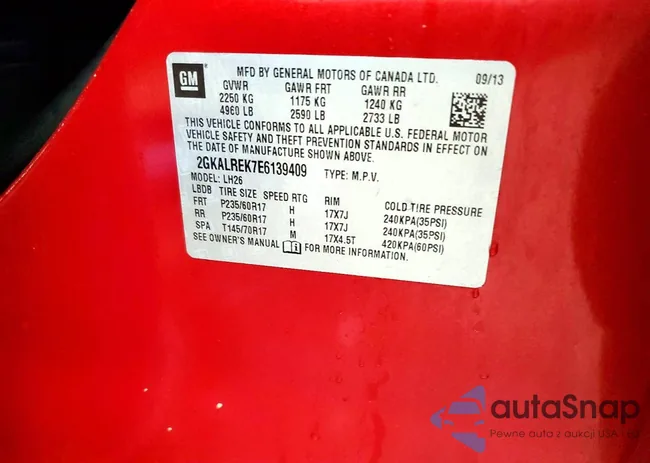 GM
MFD BY GENERAL MOTORS OF CANADA LTD. 09/13
GVWR GAWR FRT GAWR RR
2250 KG 1175 KG 1240 KG
4960 LB 2590 LB 2733 LB
THIS VEHICLE CONFORMS TO ALL APPLICABLE U.S. FEDERAL MOTOR
VEHICLE SAFETY AND THEFT PREVENTION STANDARDS IN EFFECT ON
THE DATE OF MANUFACTURE SHOWN ABOVE.
2GKALREK7E6139409 TYPE: M.P.V.
MODEL: LH26
LBDB TIRE SIZE SPEED RTG RIM COLD TIRE PRESSURE
FRT P235/60R17 H 17X7J 240KPA(35PSI)
RR P235/60R17 H 17X7J 240KPA(35PSI)
SPA T145/70R17 M 17X4.5T 420KPA(60PSI)
SEE OWNER'S MANUAL FOR MORE INFORMATION.
autaSnap
Pewne auta z aukcji USA